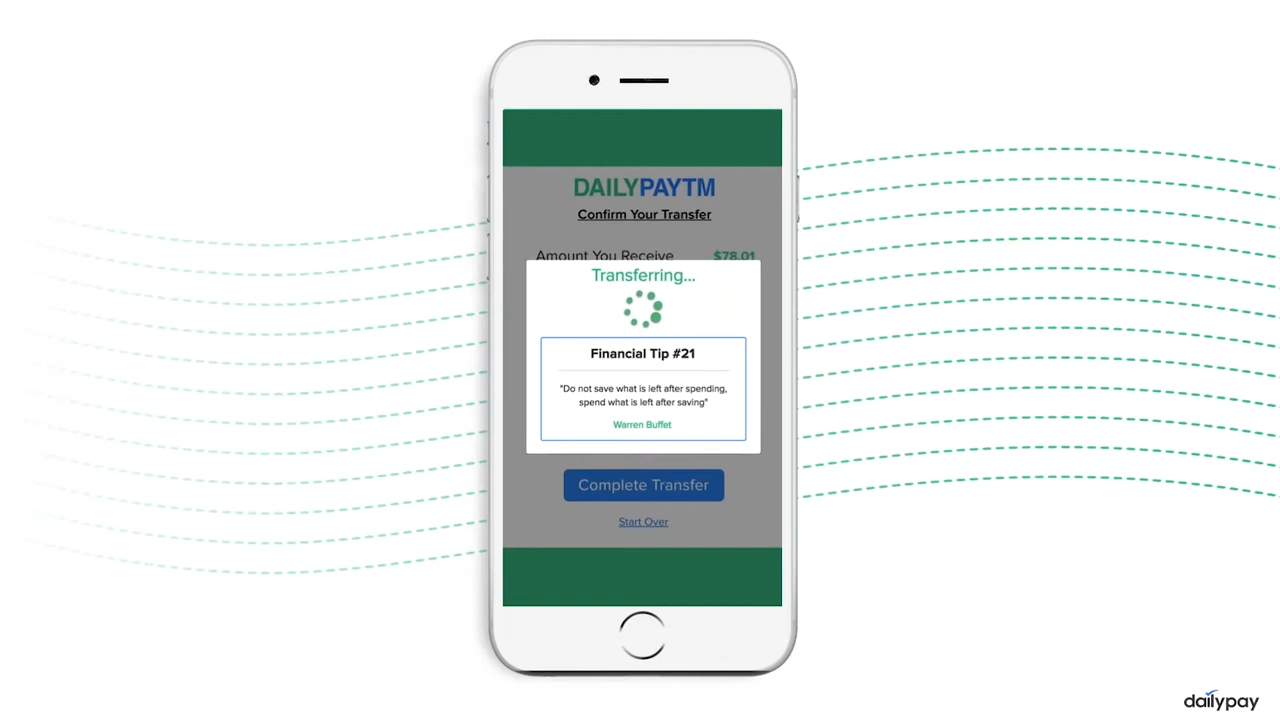 DAILYPAYTM
Confirm Your Transfer
Amount You Receive $78.01
Transferring...
Financial Tip #21
"Do not save what is left after spending,
spend what is left after saving"
Warren Buffet
Complete Transfer
Start Over
dailypay